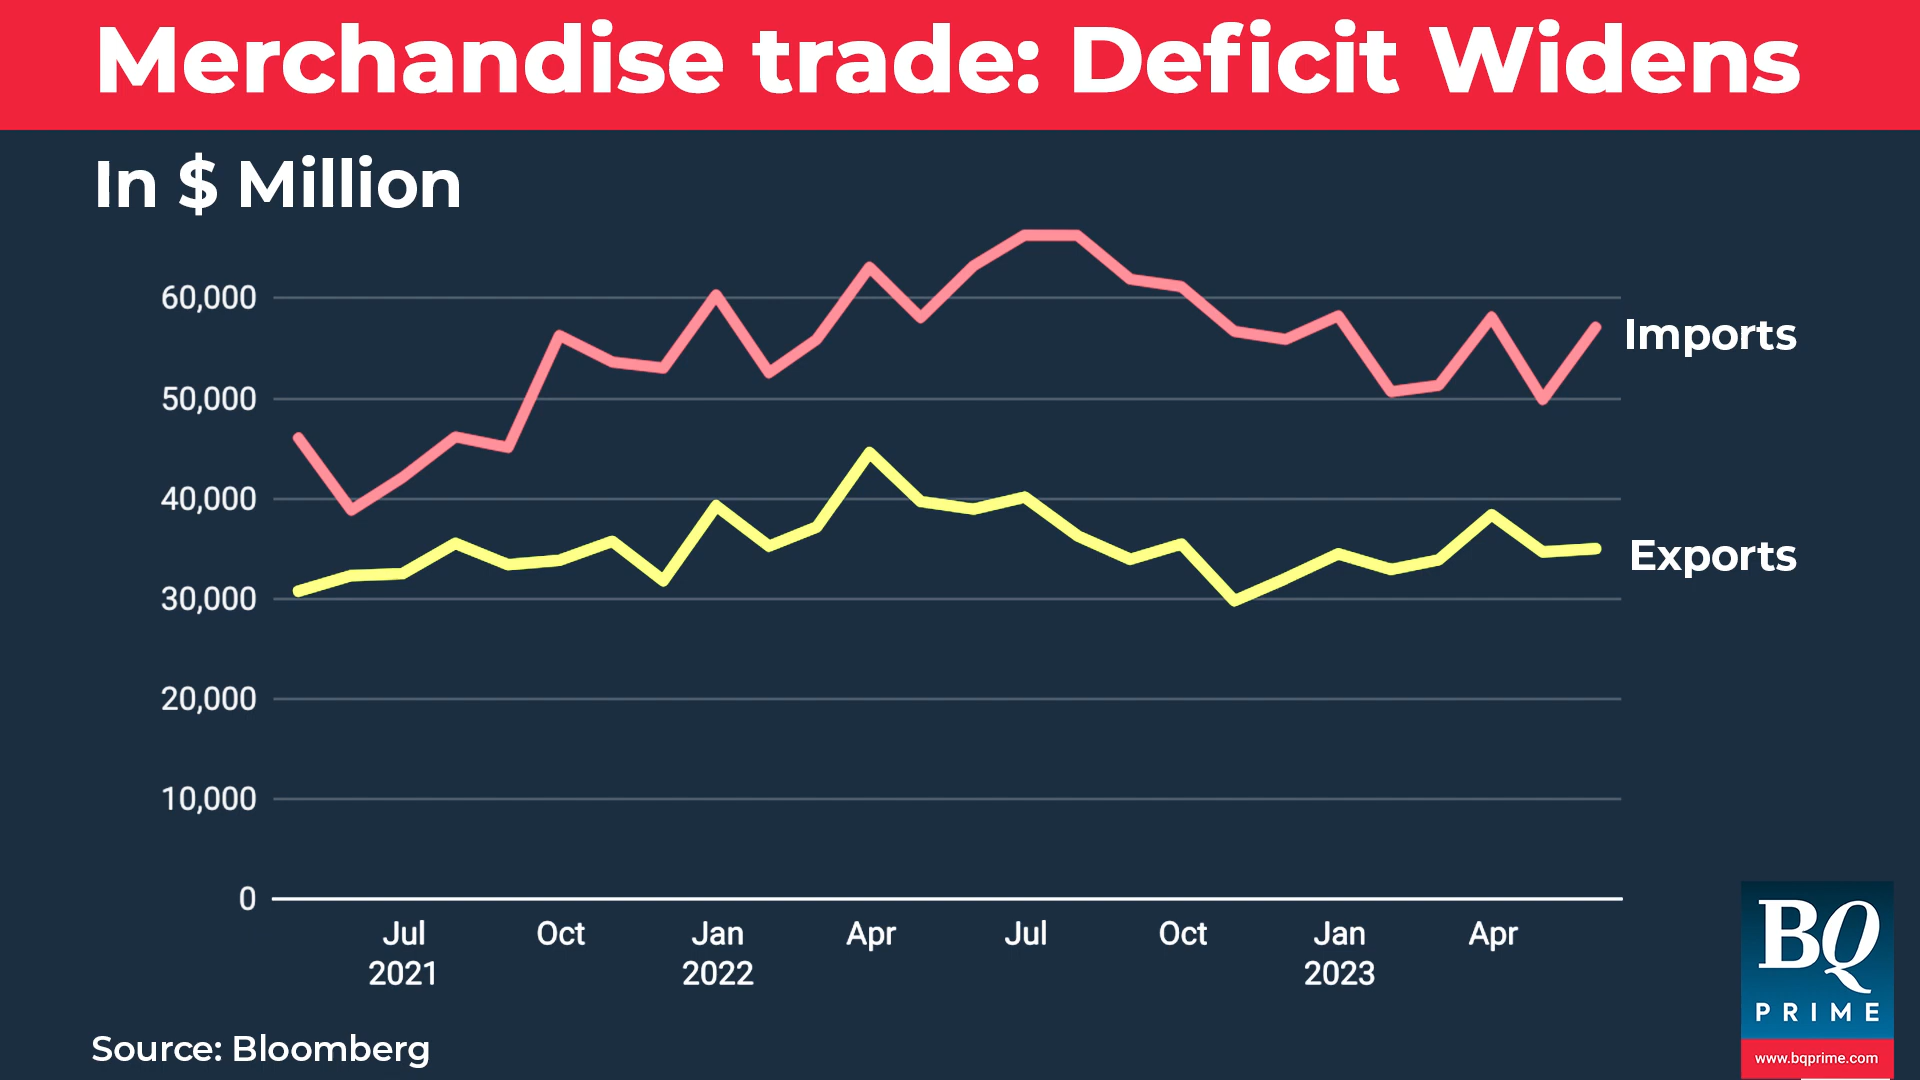 Merchandise trade: Deficit Widens
In $ Million
60,000
50,000
40,000
30,000
20,000
10,000
0
Imports
Exports
Jul Oct Jan Apr Jul Oct Jan Apr
2021 2022 2023
Source: Bloomberg
BQ
PRIME
www.bqprime.com